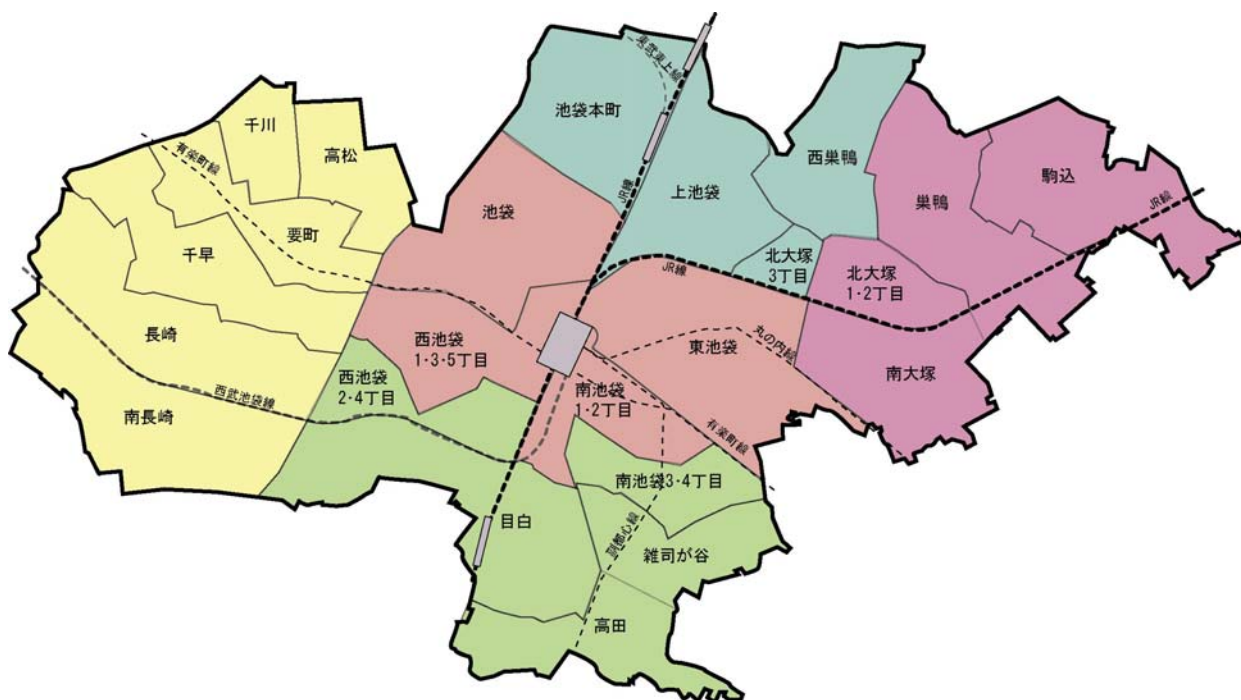 東武東上線
池袋本町
千川
高松
有楽町線
西巣鴨
駒込
JR線
上池袋
巣鴨
JR線
池袋
要町
千早
北大塚
3丁目
JR線
北大塚
1・2丁目
長崎
西池袋
1・3・5丁目
東池袋
丸の内線
西池袋
2・4丁目
南池袋
1・2丁目
南大塚
西武池袋線
南長崎
有楽町線
南池袋3・4丁目
目白
副都心線
雑司が谷
高田